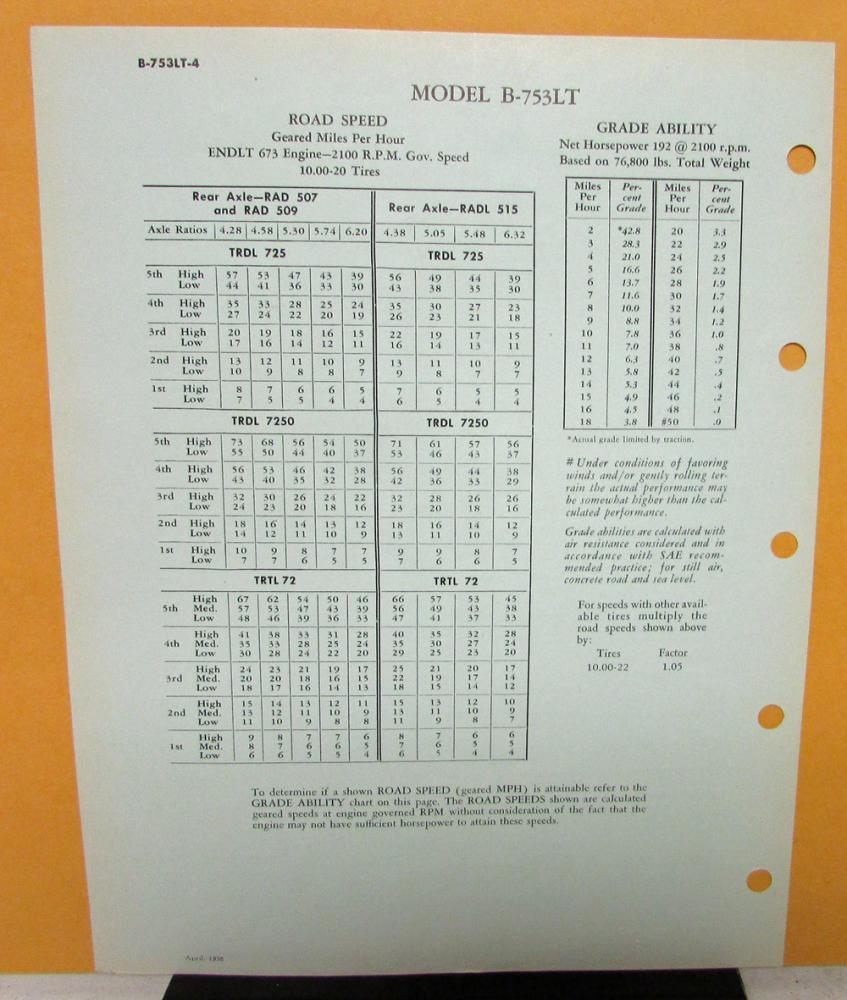 B-753LT-4
MODEL B-753LT
ROAD SPEED
Geared Miles Per Hour
ENDLT 673 Engine—2100 R.P.M. Gov. Speed
10.00-20 Tires
Rear Axle—RAD 507
and RAD 509
Rear Axle—RADL 515
Axle Ratios 4.28 4.58 5.30 5.74 6.20 4.38 5.05 5.48 6.32
TRDL 725 TRDL 725
5th High 57 53 47 43 39 56 49 44 39
Low 44 41 36 33 30 43 38 35 30
4th High 35 33 28 25 24 35 30 27 23
Low 27 24 22 20 19 26 23 21 18
3rd High 20 19 18 16 15 22 19 17 15
Low 17 16 14 12 11 16 14 13 11
2nd High 13 12 11 10 9 13 11 10 9
Low 10 9 8 8 7 9 8 7 7
1st High 8 7 6 6 5 7 6 5 5
Low 7 5 5 4 4 6 5 4 4
TRDL 7250 TRDL 7250
5th High 73 68 56 54 50 71 61 57 56
Low 55 50 44 40 37 53 46 43 37
4th High 56 53 46 42 38 56 49 44 38
Low 43 40 35 32 28 42 36 33 29
3rd High 32 30 26 24 22 32 28 26 26
Low 24 23 20 18 16 23 20 18 16
2nd High 18 16 14 13 12 18 16 14 12
Low 14 12 11 10 9 13 11 10 9
1st High 10 9 8 7 7 9 9 8 7
Low 7 7 6 5 5 7 6 6 5
TRTL 72 TRTL 72
High 67 62 54 50 46 66 57 53 45
5th Med. 57 53 47 43 39 56 49 43 38
Low 48 46 39 36 33 47 41 37 33
High 41 38 33 31 28 40 35 32 28
4th Med. 35 33 28 25 24 35 30 27 24
Low 30 28 24 22 20 29 25 23 20
High 24 23 21 19 17 25 21 20 17
3rd Med. 20 20 18 16 15 22 19 17 14
Low 18 17 16 14 13 18 15 14 12
High 15 14 13 12 11 15 13 12 10
2nd Med. 13 12 11 10 9 13 11 10 9
Low 11 10 9 8 8 11 9 8 7
High 9 8 7 7 6 8 7 6 6
1st Med. 8 7 6 6 5 7 6 5 5
Low 6 6 5 5 4 6 5 4 4
GRADE ABILITY
Net Horsepower 192 @ 2100 r.p.m.
Based on 76,800 lbs. Total Weight
Miles Per- Miles Per-
Per cent Per cent
Hour Grade Hour Grade
2 *42.8 20 3.3
3 28.3 22 2.9
4 21.0 24 2.5
5 16.6 26 2.2
6 13.7 28 1.9
7 11.6 30 1.7
8 10.0 32 1.4
9 8.8 34 1.2
10 7.8 36 1.0
11 7.0 38 .8
12 6.3 40 .7
13 5.8 42 .5
14 5.3 44 .4
15 4.9 46 .2
16 4.5 48 .1
18 3.8 #50 .0
*Actual grade limited by traction.
# Under conditions of favoring
winds and/or gently rolling ter-
rain the actual performance may
be somewhat higher than the cal-
culated performance.
Grade abilities are calculated with
air resistance considered and in
accordance with SAE recom-
mended practice; for still air,
concrete road and sea level.
For speeds with other avail-
able tires multiply the
road speeds shown above
by:
Tires Factor
10.00-22 1.05
To determine if a shown ROAD SPEED (geared MPH) is attainable refer to the
GRADE ABILITY chart on this page. The ROAD SPEEDS shown are calculated
geared speeds at engine governed RPM without consideration of the fact that the
engine may not have sufficient horsepower to attain these speeds.
April, 1956